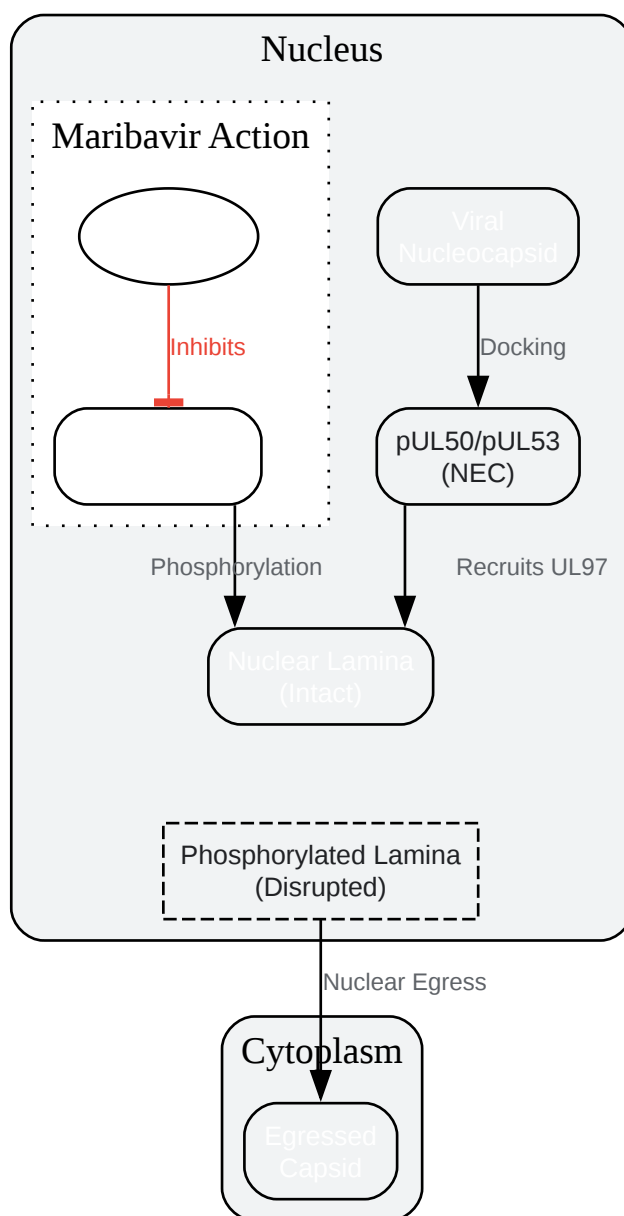 Nucleus
Maribavir Action
Viral
Nucleocapsid
Inhibits
Docking
pUL50/pUL53
(NEC)
Phosphorylation
Recruits UL97
Nuclear Lamina
(Intact)
Phosphorylated Lamina
(Disrupted)
Nuclear Egress
Cytoplasm
Egressed
Capsid